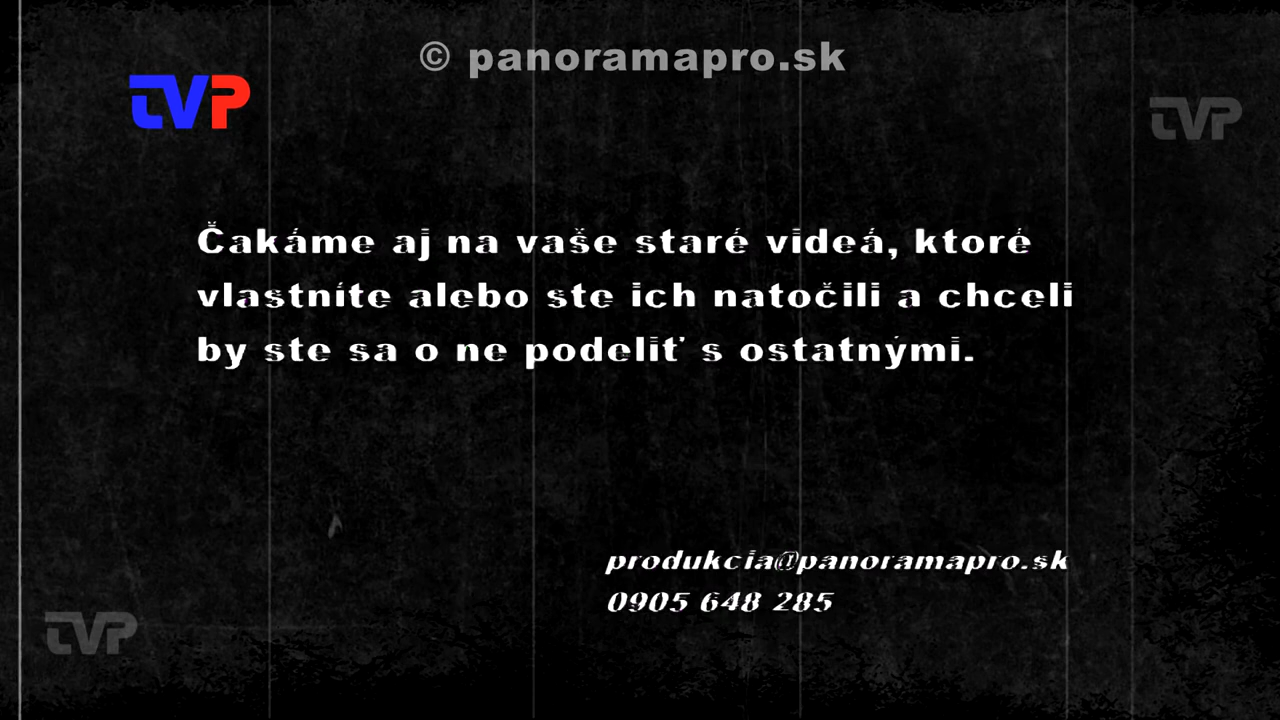 © panoramapro.sk
TVP
TVP
Čakáme aj na vaše staré videá, ktoré
vlastníte alebo ste ich natočili a chceli
by ste sa o ne podeliť s ostatnými.
produkcia@panoramapro.sk
0905 648 285
TVP